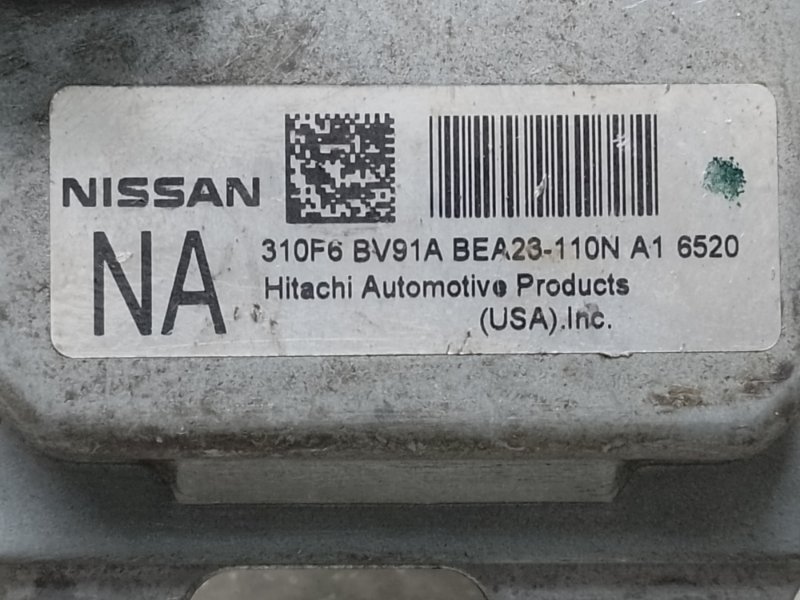 NISSAN
NA
310F6 BV91A BEA23-110N A1 6520
Hitachi Automotive Products
(USA).Inc.